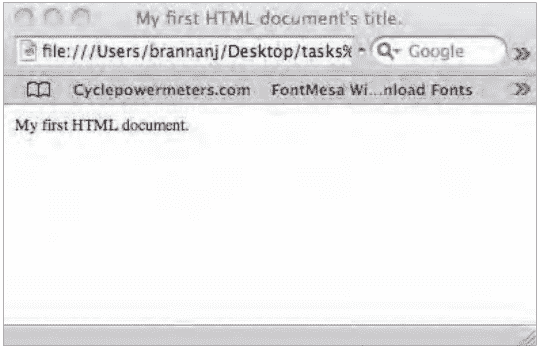 My first HTML document's title.
file:///Users/brannanj/Desktop/tasks% Google
Cyclepowermeters.com FontMesa Wi...nload Fonts
My first HTML document.